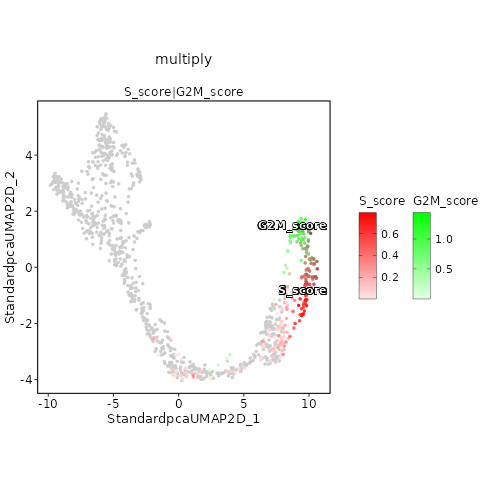 multiply
S_score|G2M_score
StandardpcaUMAP2D_2
4
2
0
-2
-4
G2M_score
S_score
-10
-5
0
5
10
StandardpcaUMAP2D_1
S_score
0.6
0.4
0.2
G2M_score
1.0
0.5